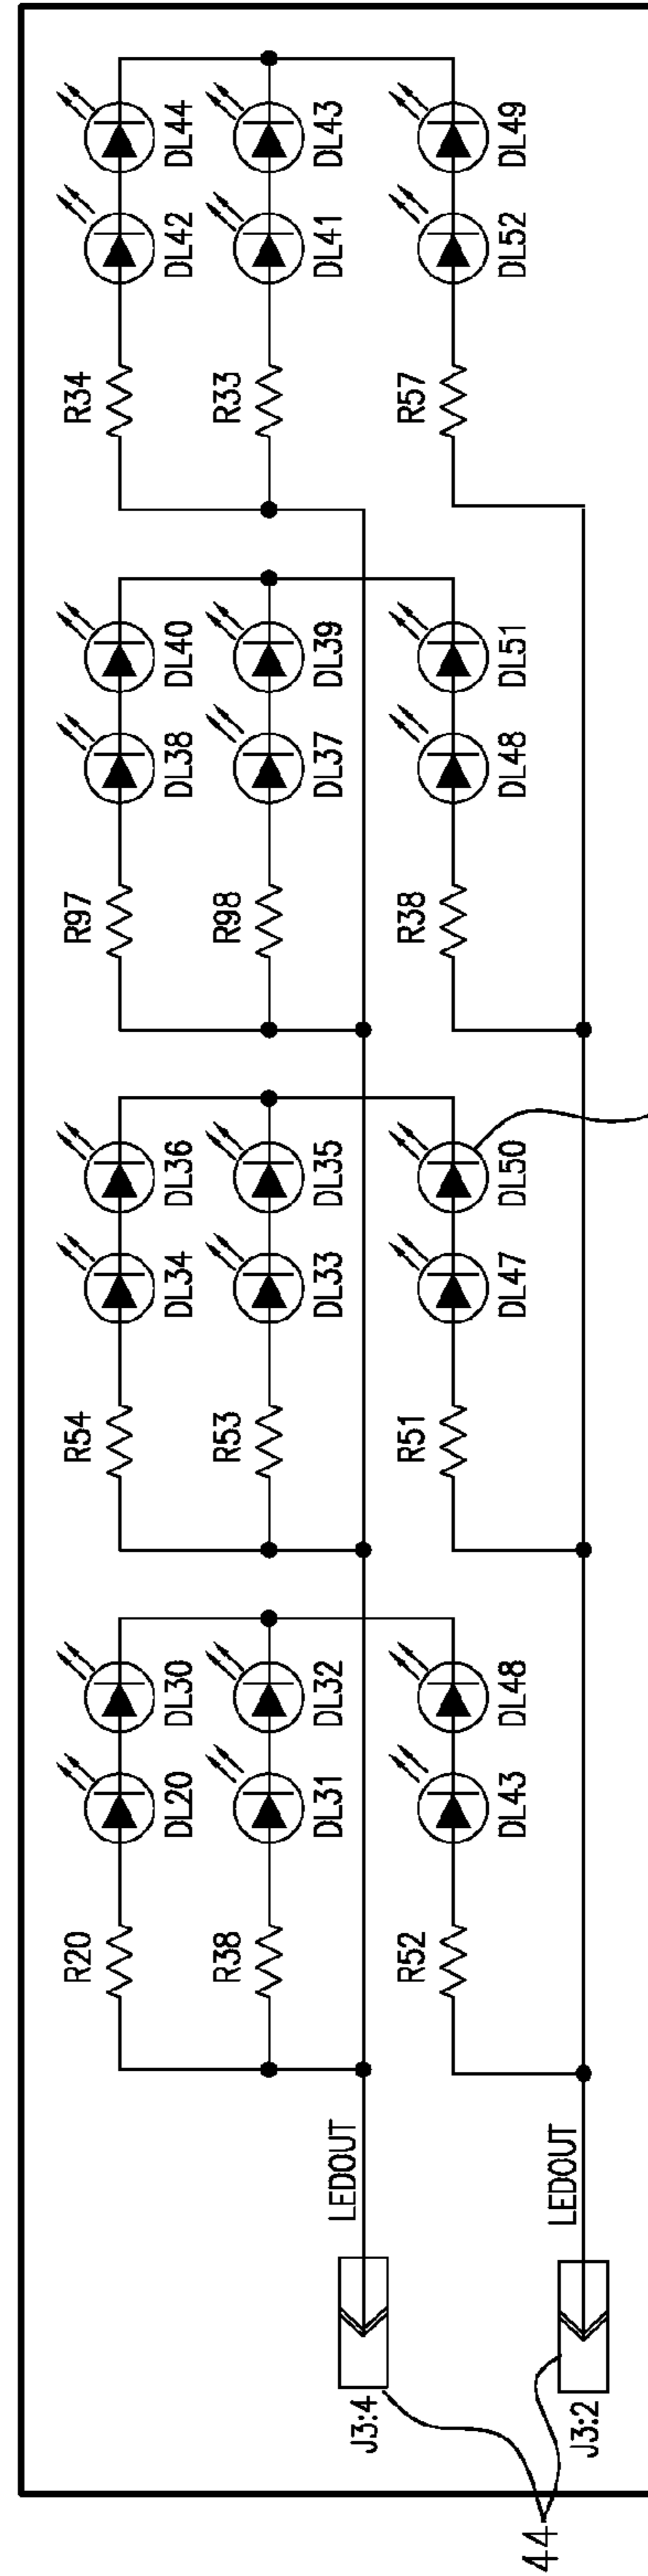 R34
DL42
DL44
R33
DL41
DL43
R57
DL52
DL49
R97
DL38
DL40
R98
DL37
DL39
R38
DL48
DL51
R54
DL34
DL36
R53
DL33
DL35
R51
DL47
DL50
R20
DL20
DL30
R38
DL31
DL32
R52
DL43
DL48
LEDOUT
J3:4
LEDOUT
J3:2
44